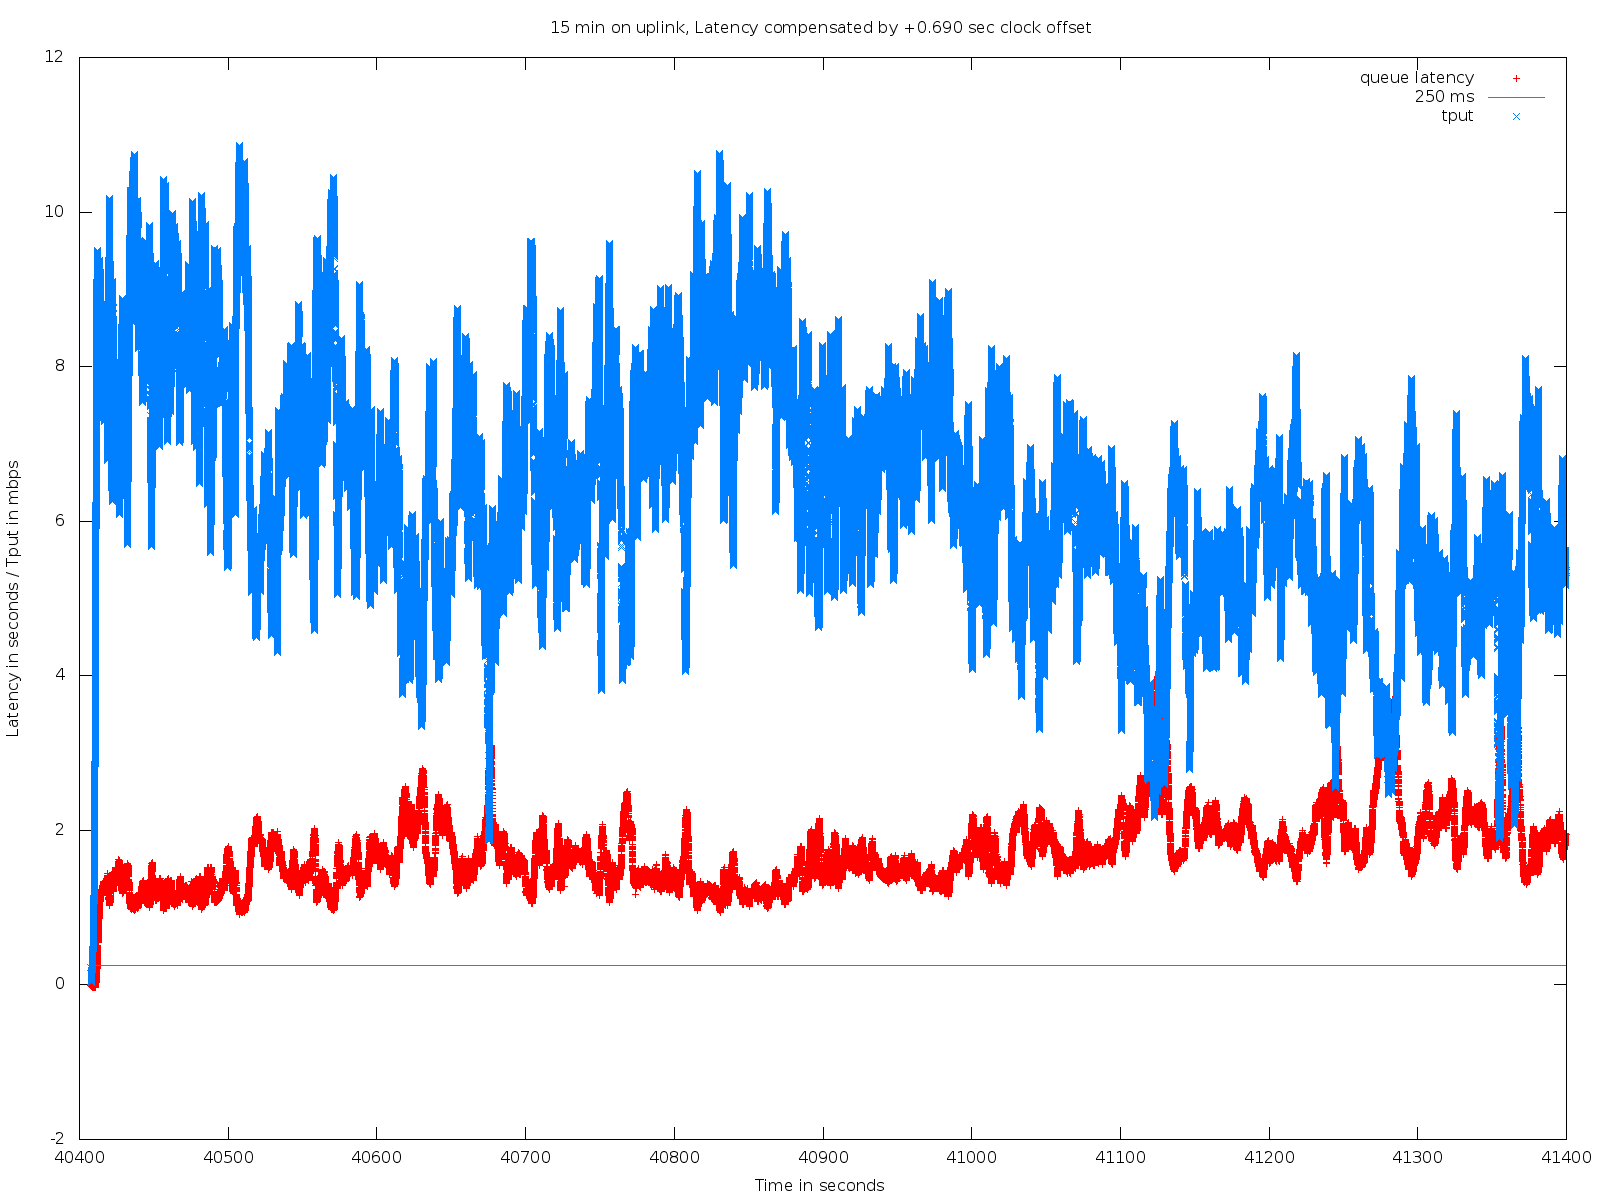 15 min on uplink, Latency compensated by +0.690 sec clock offset
queue latency
250 ms
tput
Latency in seconds / Tput in mbps
12
10
8
6
4
2
0
-2
40400 40500 40600 40700 40800 40900 41000 41100 41200 41300 41400
Time in seconds